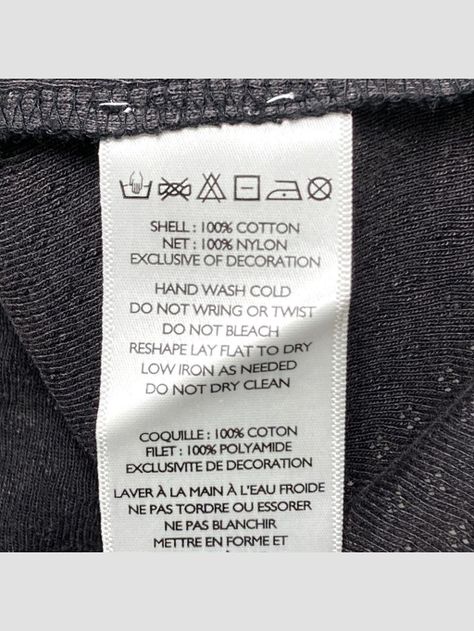 SHELL : 100% COTTON
NET : 100% NYLON
EXCLUSIVE OF DECORATION
HAND WASH COLD
DO NOT WRING OR TWIST
DO NOT BLEACH
RESHAPE LAY FLAT TO DRY
LOW IRON AS NEEDED
DO NOT DRY CLEAN
COQUILLE : 100% COTON
FILET : 100% POLYAMIDE
EXCLUSIVITE DE DECORATION
LAVER À LA MAIN À L'EAU FROIDE
NE PAS TORDRE OU ESSORER
NE PAS BLANCHIR
METTRE EN FORME ET